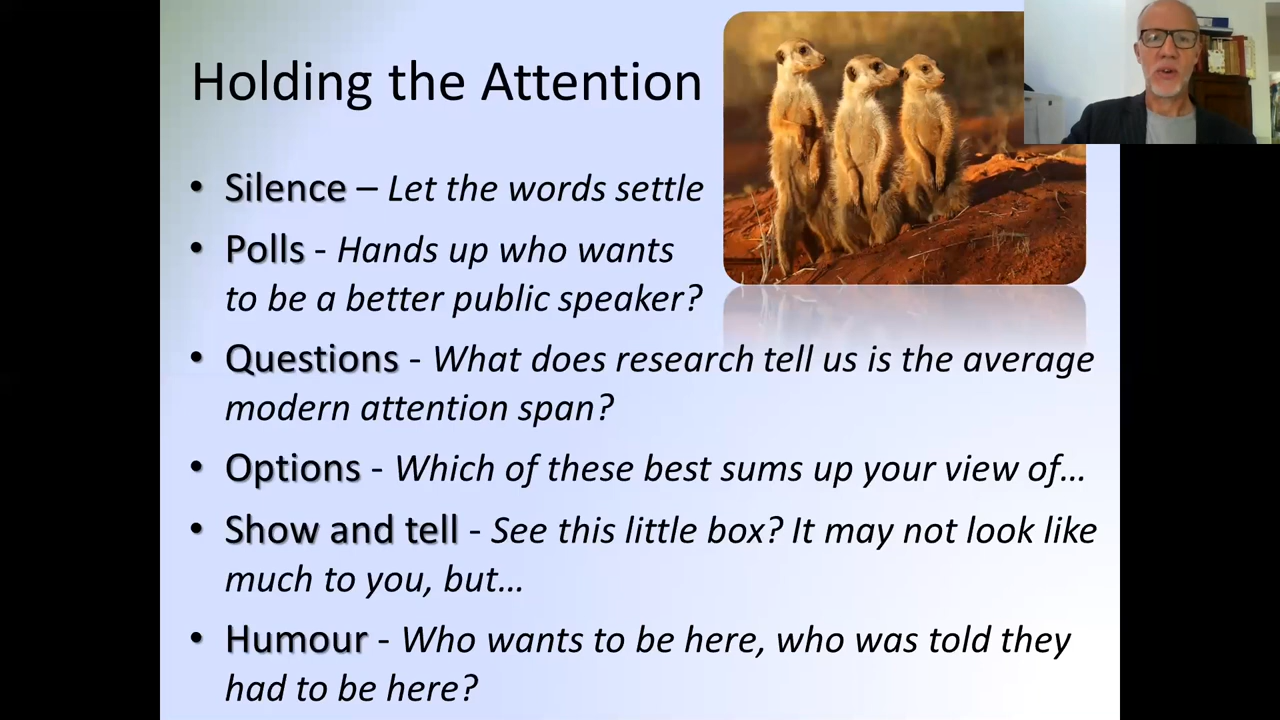 Holding the Attention
• Silence – Let the words settle
• Polls - Hands up who wants
to be a better public speaker?
• Questions - What does research tell us is the average
modern attention span?
• Options - Which of these best sums up your view of…
• Show and tell - See this little box? It may not look like
much to you, but…
• Humour - Who wants to be here, who was told they
had to be here?